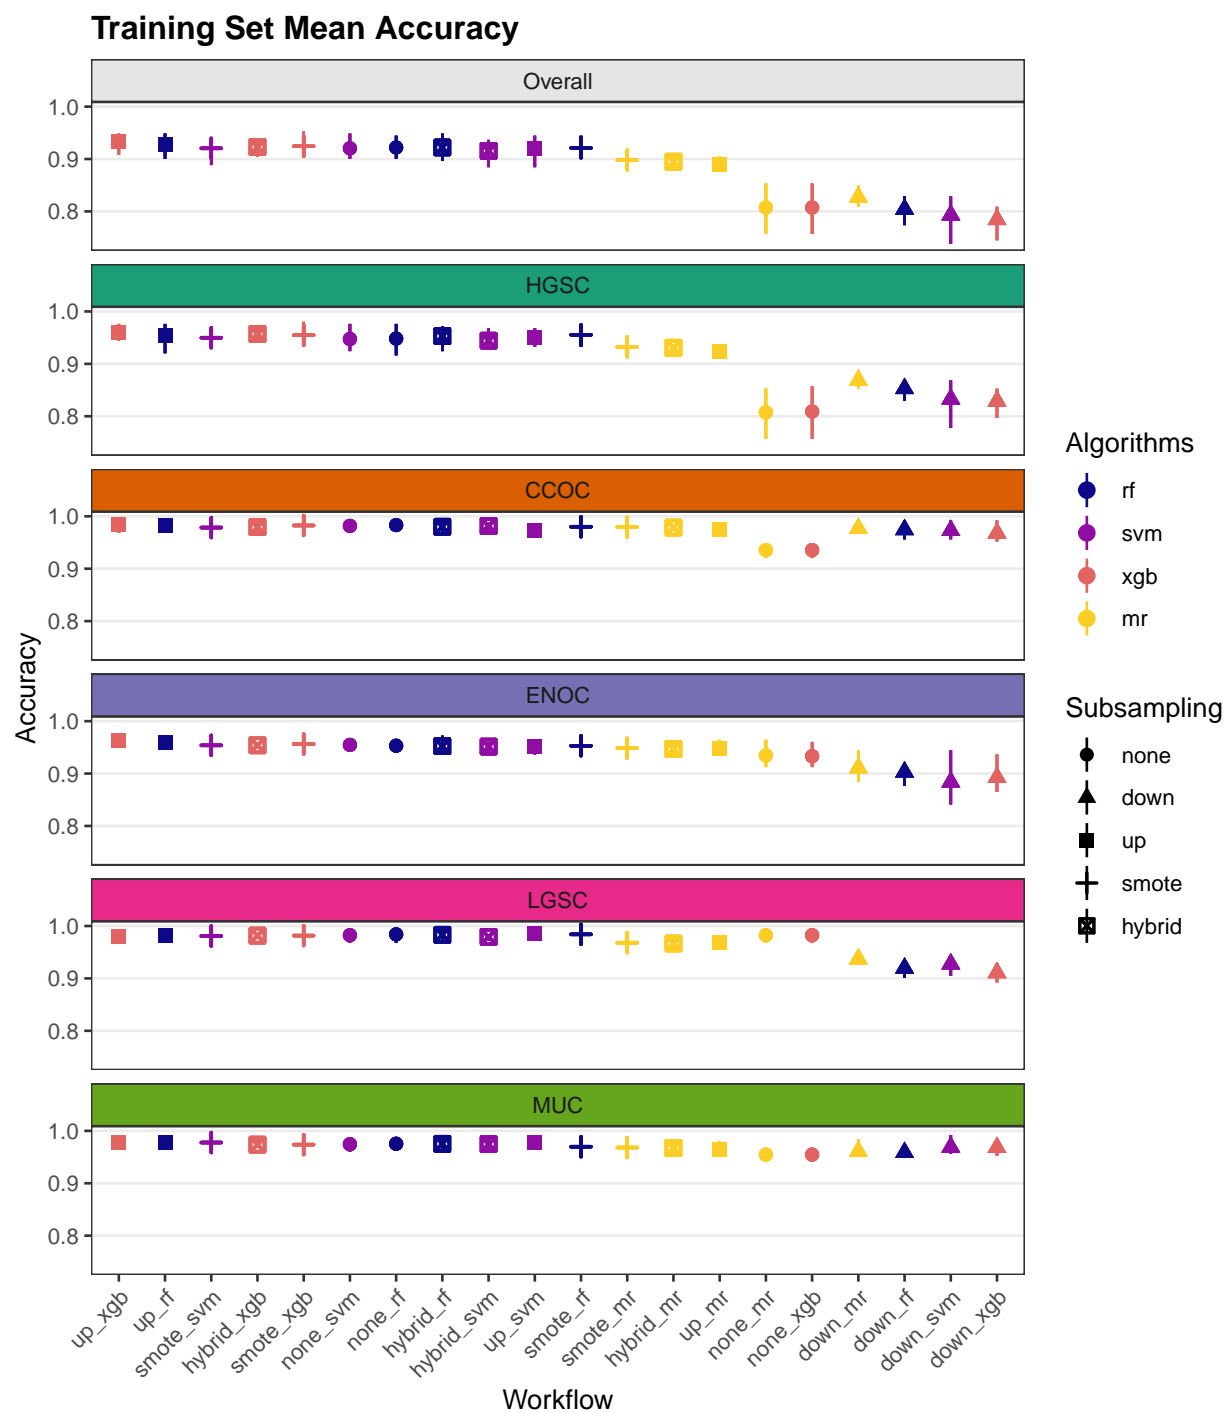 Training Set Mean Accuracy
Overall
1.0
0.9
0.8
HGSC
1.0
0.9
0.8
CCOC
1.0
0.9
0.8
ENOC
1.0
0.9
0.8
LGSC
1.0
0.9
0.8
MUC
1.0
0.9
0.8
Accuracy
up_xgb
up_rf
smote_svm
hybrid_xgb
smote_xgb
none_svm
none_rf
hybrid_rf
hybrid_svm
up_svm
smote_rf
smote_mr
hybrid_mr
up_mr
none_mr
none_xgb
down_mr
down_rf
down_svm
down_xgb
Workflow
Algorithms
rf
svm
xgb
mr
Subsampling
none
down
up
smote
hybrid